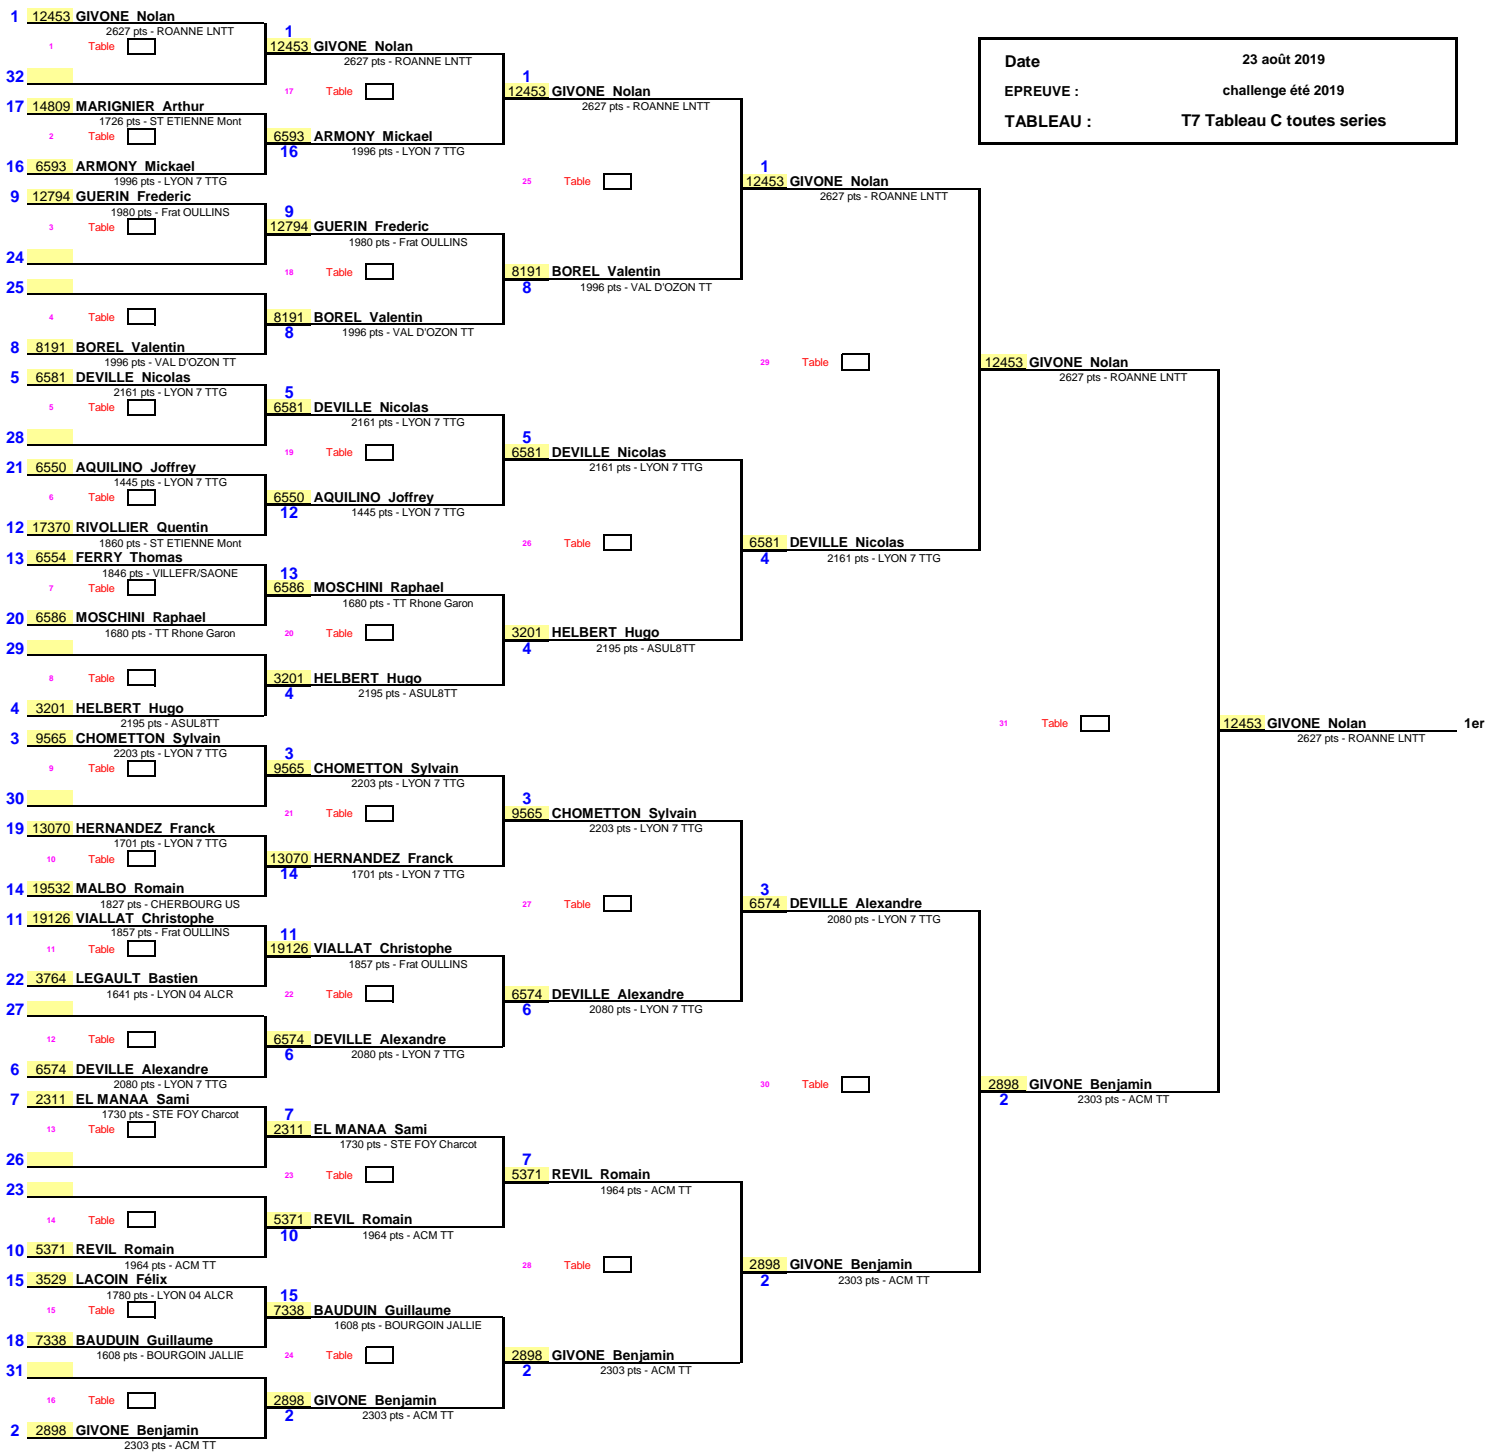 Date 23 août 2019
EPREUVE : challenge été 2019
TABLEAU : T7 Tableau C toutes series
1 12453 GIVONE Nolan
2627 pts - ROANNE LNTT
1 Table
32
17 14809 MARIGNIER Arthur
1726 pts - ST ETIENNE Mont
2 Table
16 6593 ARMONY Mickael
1996 pts - LYON 7 TTG
9 12794 GUERIN Frederic
1980 pts - Frat OULLINS
3 Table
24
25
4 Table
8 8191 BOREL Valentin
1996 pts - VAL D'OZON TT
5 6581 DEVILLE Nicolas
2161 pts - LYON 7 TTG
5 Table
28
21 6550 AQUILINO Joffrey
1445 pts - LYON 7 TTG
6 Table
12 17370 RIVOLLIER Quentin
1860 pts - ST ETIENNE Mont
13 6554 FERRY Thomas
1846 pts - VILLEFR/SAONE
7 Table
20 6586 MOSCHINI Raphael
1680 pts - TT Rhone Garon
29
8 Table
4 3201 HELBERT Hugo
2195 pts - ASUL8TT
3 9565 CHOMETTON Sylvain
2203 pts - LYON 7 TTG
9 Table
30
19 13070 HERNANDEZ Franck
1701 pts - LYON 7 TTG
10 Table
14 19532 MALBO Romain
1827 pts - CHERBOURG US
11 19126 VIALLAT Christophe
1857 pts - Frat OULLINS
11 Table
22 3764 LEGAULT Bastien
1641 pts - LYON 04 ALCR
27
12 Table
6 6574 DEVILLE Alexandre
2080 pts - LYON 7 TTG
7 2311 EL MANAA Sami
1730 pts - STE FOY Charcot
13 Table
26
23
14 Table
10 5371 REVIL Romain
1964 pts - ACM TT
15 3529 LACOIN Félix
1780 pts - LYON 04 ALCR
15 Table
18 7338 BAUDUIN Guillaume
1608 pts - BOURGOIN JALLIE
31
16 Table
2 2898 GIVONE Benjamin
2303 pts - ACM TT
1
12453 GIVONE Nolan
2627 pts - ROANNE LNTT
17 Table
6593 ARMONY Mickael
16 1996 pts - LYON 7 TTG
9
12794 GUERIN Frederic
1980 pts - Frat OULLINS
18 Table
8191 BOREL Valentin
8 1996 pts - VAL D'OZON TT
5
6581 DEVILLE Nicolas
2161 pts - LYON 7 TTG
19 Table
6550 AQUILINO Joffrey
12 1445 pts - LYON 7 TTG
13
6586 MOSCHINI Raphael
1680 pts - TT Rhone Garon
20 Table
3201 HELBERT Hugo
4 2195 pts - ASUL8TT
3
9565 CHOMETTON Sylvain
2203 pts - LYON 7 TTG
21 Table
13070 HERNANDEZ Franck
14 1701 pts - LYON 7 TTG
11
19126 VIALLAT Christophe
1857 pts - Frat OULLINS
22 Table
6574 DEVILLE Alexandre
6 2080 pts - LYON 7 TTG
7
2311 EL MANAA Sami
1730 pts - STE FOY Charcot
23 Table
5371 REVIL Romain
10 1964 pts - ACM TT
15
7338 BAUDUIN Guillaume
1608 pts - BOURGOIN JALLIE
24 Table
2898 GIVONE Benjamin
2 2303 pts - ACM TT
1
12453 GIVONE Nolan
2627 pts - ROANNE LNTT
25 Table
8191 BOREL Valentin
8 1996 pts - VAL D'OZON TT
5
6581 DEVILLE Nicolas
2161 pts - LYON 7 TTG
26 Table
3201 HELBERT Hugo
4 2195 pts - ASUL8TT
3
9565 CHOMETTON Sylvain
2203 pts - LYON 7 TTG
27 Table
6574 DEVILLE Alexandre
6 2080 pts - LYON 7 TTG
7
5371 REVIL Romain
1964 pts - ACM TT
28 Table
2898 GIVONE Benjamin
2 2303 pts - ACM TT
1
12453 GIVONE Nolan
2627 pts - ROANNE LNTT
29 Table
6581 DEVILLE Nicolas
4 2161 pts - LYON 7 TTG
3
6574 DEVILLE Alexandre
2080 pts - LYON 7 TTG
30 Table
2898 GIVONE Benjamin
2 2303 pts - ACM TT
12453 GIVONE Nolan
2627 pts - ROANNE LNTT
31 Table
2898 GIVONE Benjamin
2 2303 pts - ACM TT
12453 GIVONE Nolan 1er
2627 pts - ROANNE LNTT